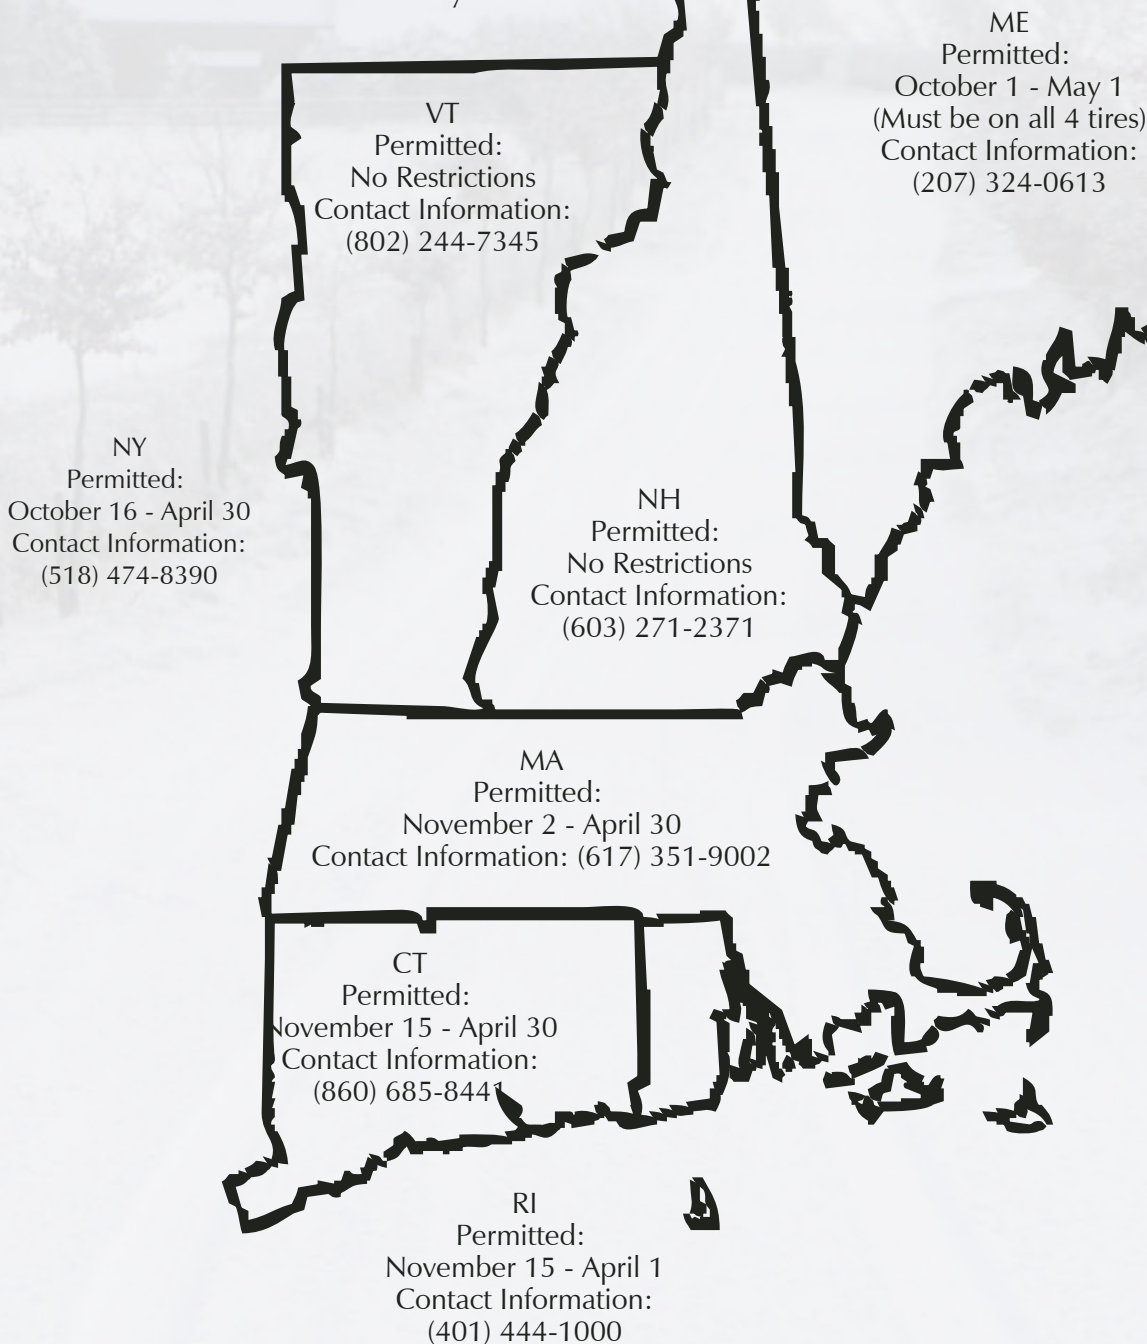 ME
Permitted:
October 1 - May 1
(Must be on all 4 tires)
Contact Information:
(207) 324-0613
VT
Permitted:
No Restrictions
Contact Information:
(802) 244-7345
NY
Permitted:
October 16 - April 30
Contact Information:
(518) 474-8390
NH
Permitted:
No Restrictions
Contact Information:
(603) 271-2371
MA
Permitted:
November 2 - April 30
Contact Information: (617) 351-9002
CT
Permitted:
November 15 - April 30
Contact Information:
(860) 685-8441
RI
Permitted:
November 15 - April 1
Contact Information:
(401) 444-1000